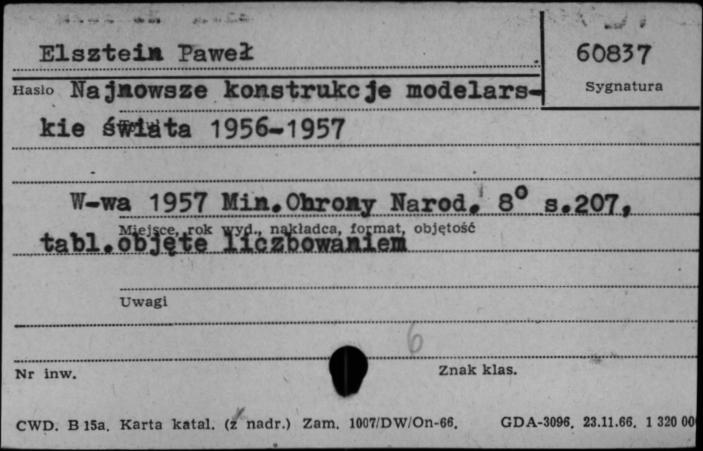 Elsztein Paweł
60837
Sygnatura
Hasło Najnowsze konstrukcje modelars-
kie świata 1956-1957
W-wa 1957 Min.Obrony Narod. 8° s.207,
Miejsce, rok wyd., nakładca, format, objętość
tabl.objęte liczbowaniem
Uwagi
6
Nr inw.
Znak klas.
CWD. B 15a. Karta katal. (z nadr.) Zam. 1007/DW/On-66. GDA-3096. 23.11.66. 1 320 00